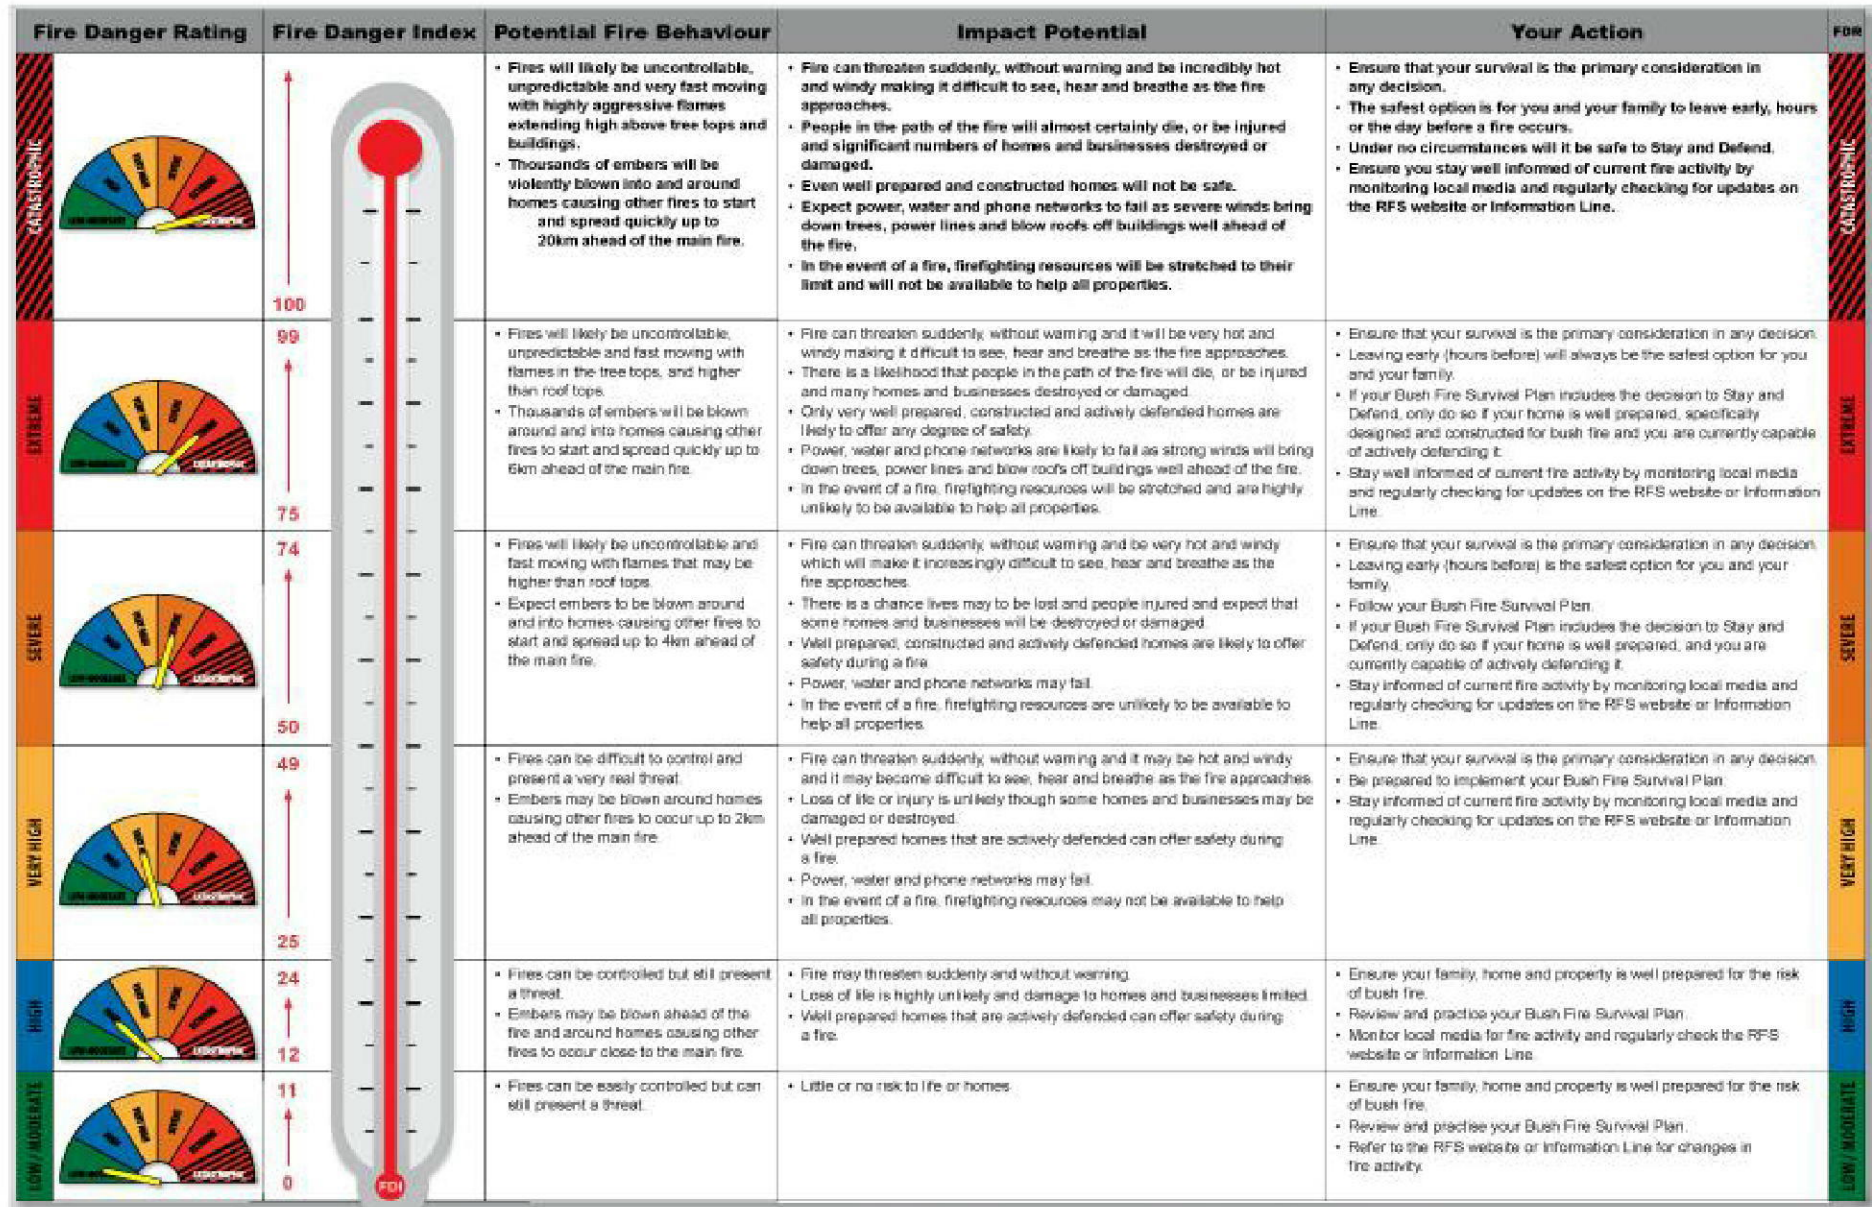 Fire Danger Rating
Fire Danger Index
Potential Fire Behaviour
Impact Potential
Your Action
FDR
CATASTROPHIC
100
• Fires will likely be uncontrollable,
unpredictable and very fast moving
with highly aggressive flames
extending high above tree tops and
buildings.
• Thousands of embers will be
violently blown into and around
homes causing other fires to start
and spread quickly up to
20km ahead of the main fire.
• Fire can threaten suddenly, without warning and be incredibly hot
and windy making it difficult to see, hear and breathe as the fire
approaches.
• People in the path of the fire will almost certainly die, or be injured
and significant numbers of homes and businesses destroyed or
damaged.
• Even well prepared and constructed homes will not be safe.
• Expect power, water and phone networks to fail as severe winds bring
down trees, power lines and blow roofs off buildings well ahead of
the fire.
• In the event of a fire, firefighting resources will be stretched to their
limit and will not be available to help all properties.
• Ensure that your survival is the primary consideration in
any decision.
• The safest option is for you and your family to leave early, hours
or the day before a fire occurs.
• Under no circumstances will it be safe to Stay and Defend.
• Ensure you stay well informed of current fire activity by
monitoring local media and regularly checking for updates on
the RFS website or Information Line.
CATASTROPHIC
EXTREME
99
75
• Fires will likely be uncontrollable,
unpredictable and fast moving with
flames in the tree tops, and higher
than roof tops.
• Thousands of embers will be blown
around and into homes causing other
fires to start and spread quickly up to
6km ahead of the main fire.
• Fire can threaten suddenly, without warning and it will be very hot and
windy making it difficult to see, hear and breathe as the fire approaches.
• There is a likelihood that people in the path of the fire will die, or be injured
and many homes and businesses destroyed or damaged.
• Only very well prepared, constructed and actively defended homes are
likely to offer any degree of safety.
• Power, water and phone networks are likely to fail as strong winds will bring
down trees, power lines and blow roofs off buildings well ahead of the fire.
• In the event of a fire, firefighting resources will be stretched and are highly
unlikely to be available to help all properties.
• Ensure that your survival is the primary consideration in any decision.
• Leaving early (hours before) will always be the safest option for you
and your family.
• If your Bush Fire Survival Plan includes the decision to Stay and
Defend, only do so if your home is well prepared, specifically
designed and constructed for bush fire and you are currently capable
of actively defending it.
• Stay well informed of current fire activity by monitoring local media
and regularly checking for updates on the RFS website or Information
Line.
EXTREME
SEVERE
74
50
• Fires will likely be uncontrollable and
fast moving with flames that may be
higher than roof tops.
• Expect embers to be blown around
and into homes causing other fires to
start and spread up to 4km ahead of
the main fire.
• Fire can threaten suddenly, without warning and be very hot and windy
which will make it increasingly difficult to see, hear and breathe as the
fire approaches.
• There is a chance lives may to be lost and people injured and expect that
some homes and businesses will be destroyed or damaged.
• Well prepared, constructed and actively defended homes are likely to offer
safety during a fire.
• Power, water and phone networks may fail.
• In the event of a fire, firefighting resources are unlikely to be available to
help all properties.
• Ensure that your survival is the primary consideration in any decision.
• Leaving early (hours before) is the safest option for you and your
family.
• Follow your Bush Fire Survival Plan.
• If your Bush Fire Survival Plan includes the decision to Stay and
Defend, only do so if your home is well prepared, and you are
currently capable of actively defending it.
• Stay informed of current fire activity by monitoring local media and
regularly checking for updates on the RFS website or Information
Line.
SEVERE
VERY HIGH
49
25
• Fires can be difficult to control and
present a very real threat.
• Embers may be blown around homes
causing other fires to occur up to 2km
ahead of the main fire.
• Fire can threaten suddenly, without warning and it may be hot and windy
and it may become difficult to see, hear and breathe as the fire approaches.
• Loss of life or injury is unlikely though some homes and businesses may be
damaged or destroyed.
• Well prepared homes that are actively defended can offer safety during
a fire.
• Power, water and phone networks may fail.
• In the event of a fire, firefighting resources may not be available to help
all properties.
• Ensure that your survival is the primary consideration in any decision.
• Be prepared to implement your Bush Fire Survival Plan.
• Stay informed of current fire activity by monitoring local media and
regularly checking for updates on the RFS website or Information
Line.
VERY HIGH
HIGH
24
12
• Fires can be controlled but still present
a threat.
• Embers may be blown ahead of the
fire and around homes causing other
fires to occur close to the main fire.
• Fire may threaten suddenly and without warning.
• Loss of life is highly unlikely and damage to homes and businesses limited.
• Well prepared homes that are actively defended can offer safety during
a fire.
• Ensure your family, home and property is well prepared for the risk
of bush fire.
• Review and practice your Bush Fire Survival Plan.
• Monitor local media for fire activity and regularly check the RFS
website or Information Line.
HIGH
LOW / MODERATE
11
0
FDI
• Fires can be easily controlled but can
still present a threat.
• Little or no risk to life or homes
• Ensure your family, home and property is well prepared for the risk
of bush fire.
• Review and practise your Bush Fire Survival Plan.
• Refer to the RFS website or Information Line for changes in
fire activity.
LOW / MODERATE